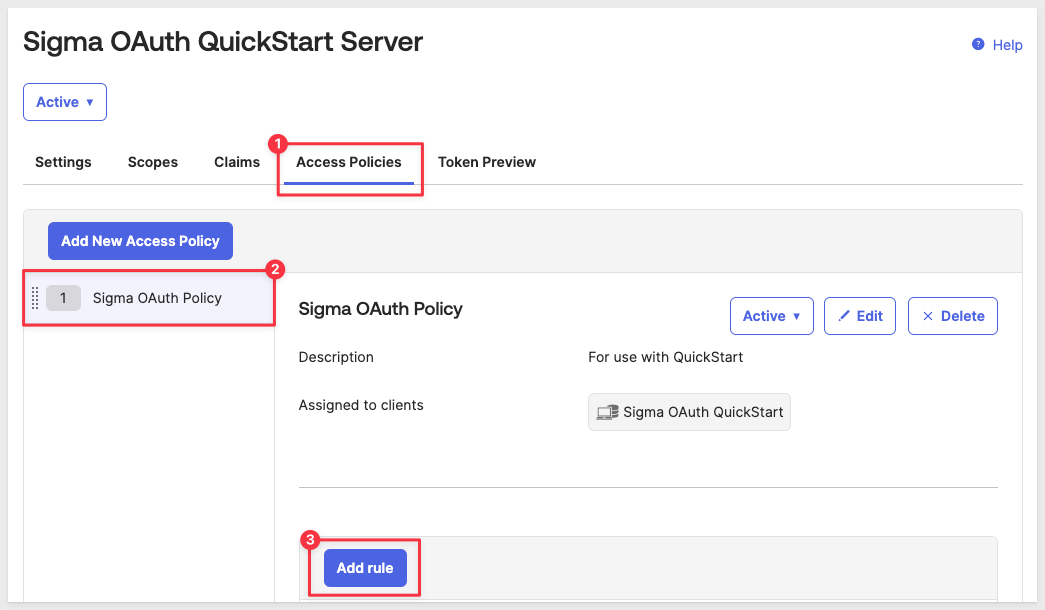 Sigma OAuth QuickStart Server
Help
Active
1
Settings Scopes Claims Access Policies Token Preview
Add New Access Policy
2
1 Sigma OAuth Policy
Sigma OAuth Policy
Active Edit Delete
Description For use with QuickStart
Assigned to clients Sigma OAuth QuickStart
3
Add rule